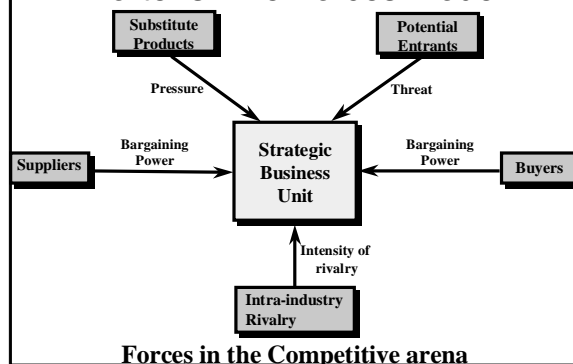 Substitute
Products
Potential
Entrants
Pressure
Threat
Bargaining
Power
Strategic
Business
Unit
Bargaining
Power
Suppliers
Buyers
Intensity of
rivalry
Intra-industry
Rivalry
Forces in the Competitive arena